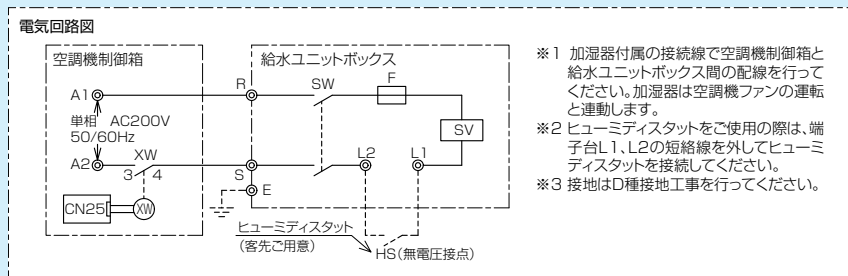 電気回路図
空調機制御箱
給水ユニットボックス
A1
R
SW
F
単相 AC200V
50/60Hz
SV
A2
XW
3 4
S
L2
L1
E
CN25
XW
ヒューミディスタット
(客先ご用意)
HS(無電圧接点)
※1 加湿器付属の接続線で空調機制御箱と
給水ユニットボックス間の配線を行って
ください。加湿器は空調機ファンの運転
と連動します。
※2 ヒューミディスタットをご使用の際は、端
子台L1、L2の短絡線を外してヒューミ
ディスタットを接続してください。
※3 接地はD種接地工事を行ってください。